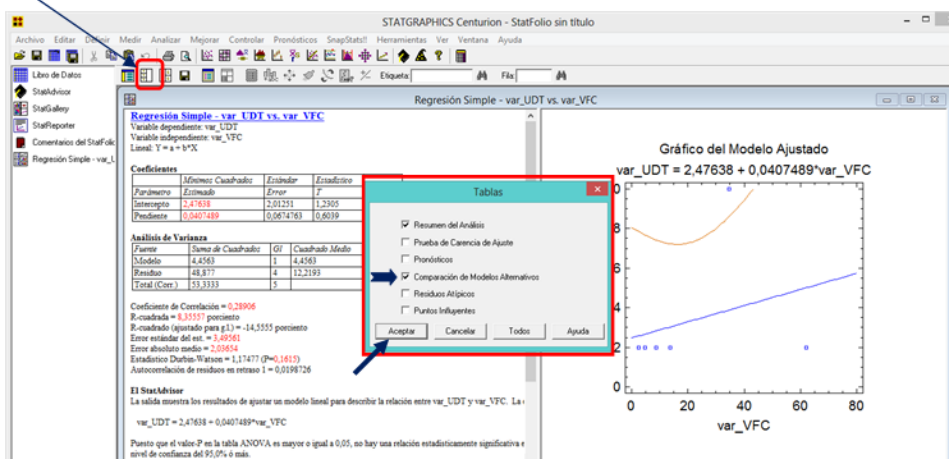 STATGRAPHICS Centurion - StatFolio sin título
Archivo Editar Definir Medir Analizar Mejorar Controlar Pronósticos SnapStats!! Herramientas Ver Ventana Ayuda
Etiqueta: Fila:
Libro de Datos
StatAdvisor
StatGallery
StatReporter
Comentarios del StatFolio
Regresión Simple - var_U
Regresión Simple - var_UDT vs. var_VFC
Regresión Simple - var_UDT vs. var_VFC
Variable dependiente: var_UDT
Variable independiente: var_VFC
Lineal: Y = a + b*X
Coeficientes
Mínimos Cuadrados Estándar Estadístico
Parámetro Estimado Error T
Intercepto 2,47638 2,01251 1,2305
Pendiente 0,0407489 0,0674763 0,6039
Análisis de Varianza
Fuente Suma de Cuadrados Gl Cuadrado Medio
Modelo 4,4563 1 4,4563
Residuo 48,877 4 12,2193
Total (Corr.) 53,3333 5
Coeficiente de Correlación = 0,28906
R-cuadrada = 8,35557 porciento
R-cuadrado (ajustado para g.l.) = -14,5555 porciento
Error estándar del est. = 3,49561
Error absoluto medio = 2,03654
Estadístico Durbin-Watson = 1,17477 (P=0,1615)
Autocorrelación de residuos en retraso 1 = 0,0198726
El StatAdvisor
La salida muestra los resultados de ajustar un modelo lineal para describir la relación entre var_UDT y var_VFC. La
var_UDT = 2,47638 + 0,0407489*var_VFC
Puesto que el valor-P en la tabla ANOVA es mayor o igual a 0,05, no hay una relación estadísticamente significativa e
nivel de confianza del 95,0% ó más.
Tablas
Resumen del Análisis
Prueba de Carencia de Ajuste
Pronósticos
Comparación de Modelos Alternativos
Residuos Atípicos
Puntos Influyentes
Aceptar Cancelar Todos Ayuda
Gráfico del Modelo Ajustado
var_UDT = 2,47638 + 0,0407489*var_VFC
0
8
6
4
2
0
0 20 40 60 80
var_VFC